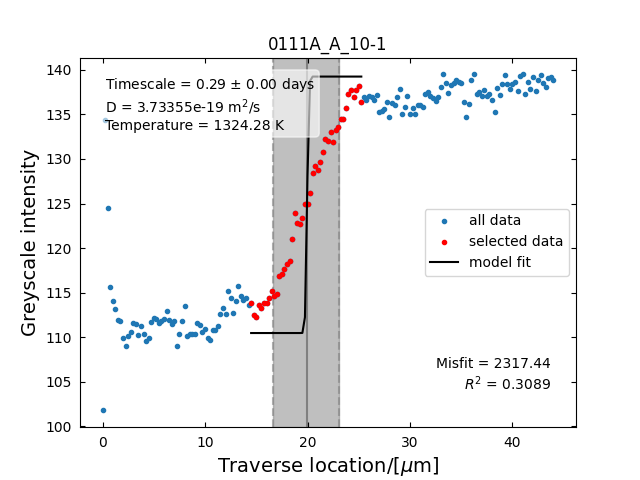 0111A_A_10-1
Timescale = 0.29 ± 0.00 days
D = 3.73355e-19 m²/s
Temperature = 1324.28 K
140
135
130
125
120
115
110
105
100
Greyscale intensity
all data
selected data
model fit
Misfit = 2317.44
R² = 0.3089
0 10 20 30 40
Traverse location/[μm]